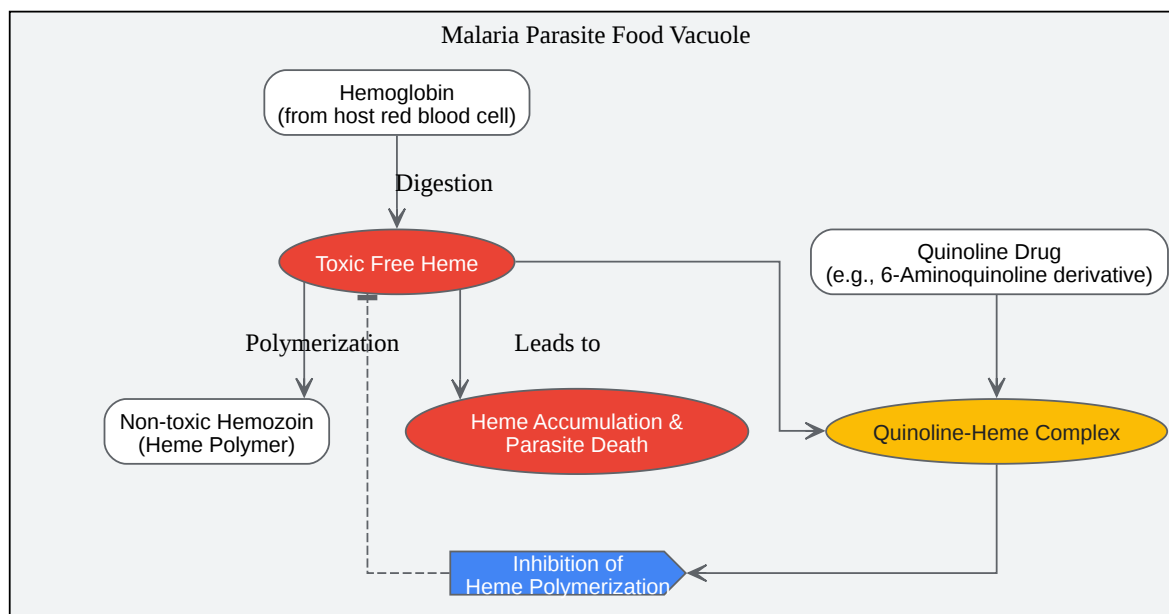 Malaria Parasite Food Vacuole
Hemoglobin
(from host red blood cell)
Digestion
Toxic Free Heme
Quinoline Drug
(e.g., 6-Aminoquinoline derivative)
Polymerization
Leads to
Non-toxic Hemozoin
(Heme Polymer)
Heme Accumulation &
Parasite Death
Quinoline-Heme Complex
Inhibition of
Heme Polymerization